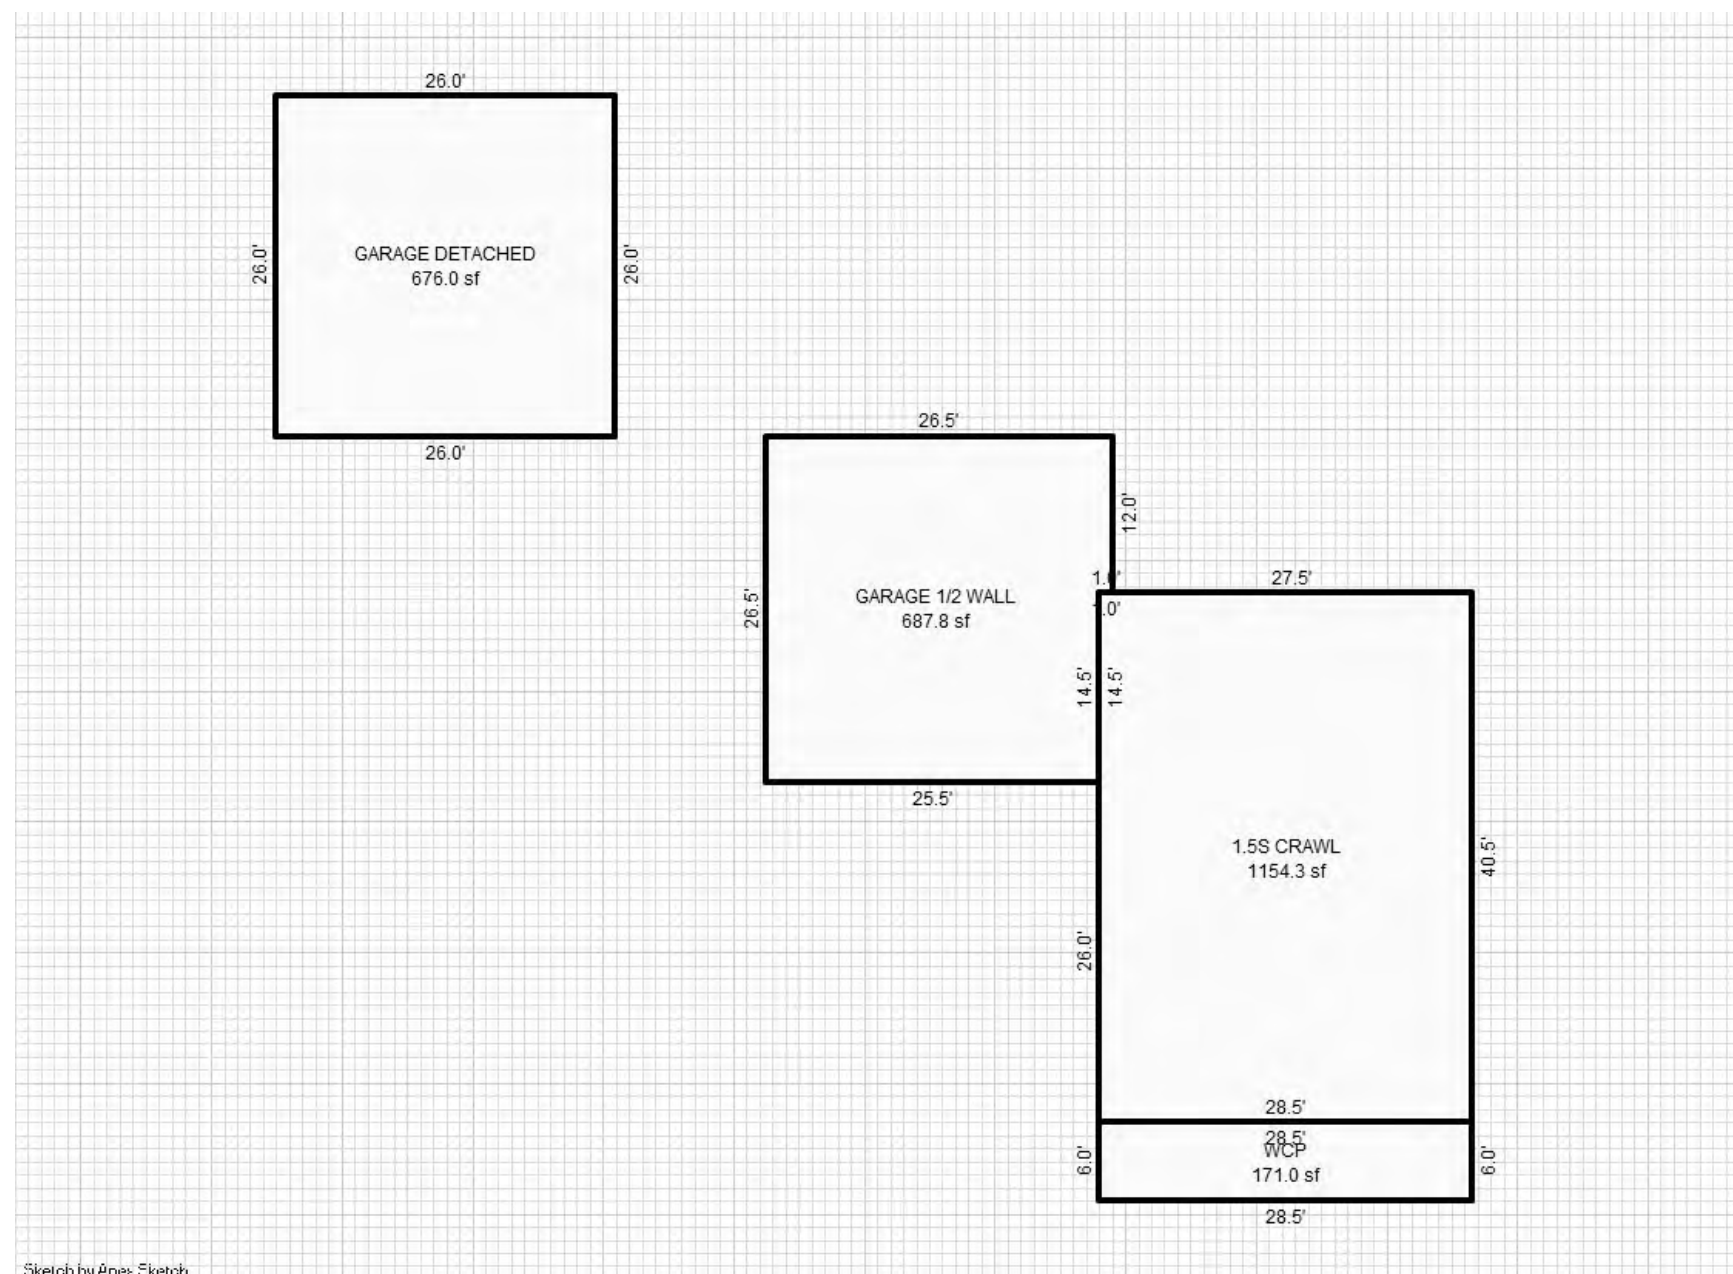 26.0'
26.0'
GARAGE DETACHED
676.0 sf
26.0'
26.0'
26.5'
12.0'
26.5'
GARAGE 1/2 WALL
687.8 sf
14.5'
25.5'
27.5'
14.5'
1.5S CRAWL
1154.3 sf
40.5'
26.0'
28.5'
28.5'
WCP
171.0 sf
6.0'
6.0'
28.5'
Sketch by Apex Sketch